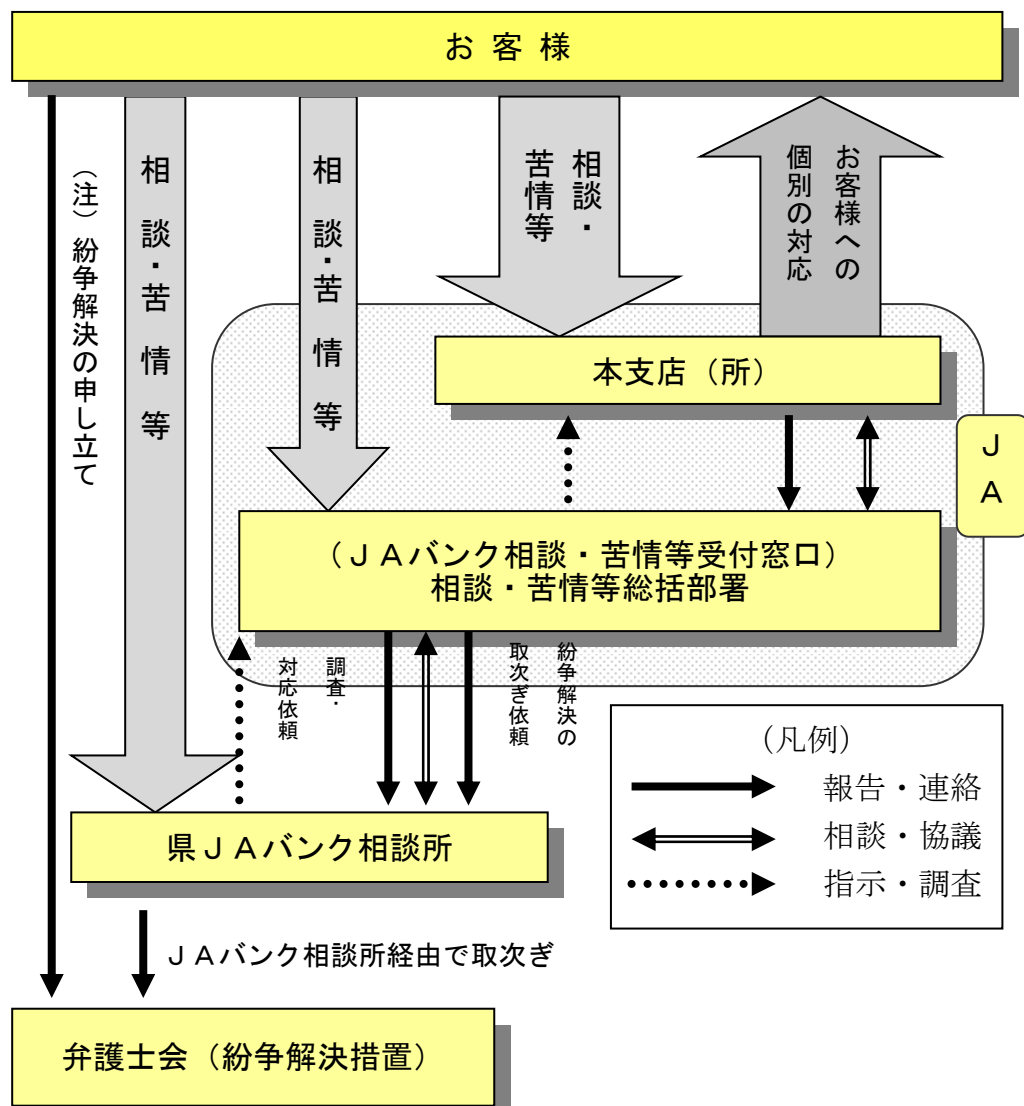 お客様
(注)紛争解決の申し立て
相談・苦情等
相談・苦情等
相談・
苦情等
お客様への
個別の対応
本支店(所)
JA
(JAバンク相談・苦情等受付窓口)
相談・苦情等総括部署
調査・
対応依頼
紛争解決の
取次ぎ依頼
(凡例)
報告・連絡
相談・協議
指示・調査
県JAバンク相談所
JAバンク相談所経由で取次ぎ
弁護士会(紛争解決措置)